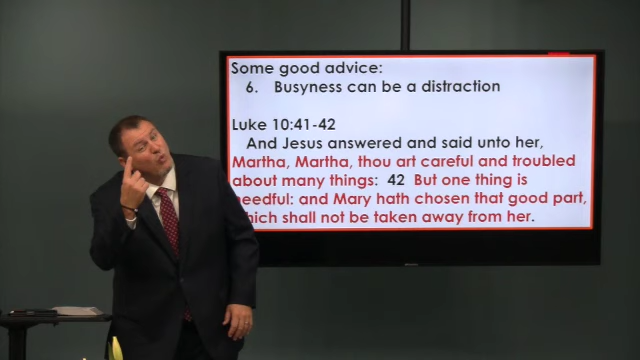 Some good advice:
6. Busyness can be a distraction
Luke 10:41-42
And Jesus answered and said unto her,
Martha, Martha, thou art careful and troubled
about many things: 42 But one thing is
needful: and Mary hath chosen that good part,
which shall not be taken away from her.